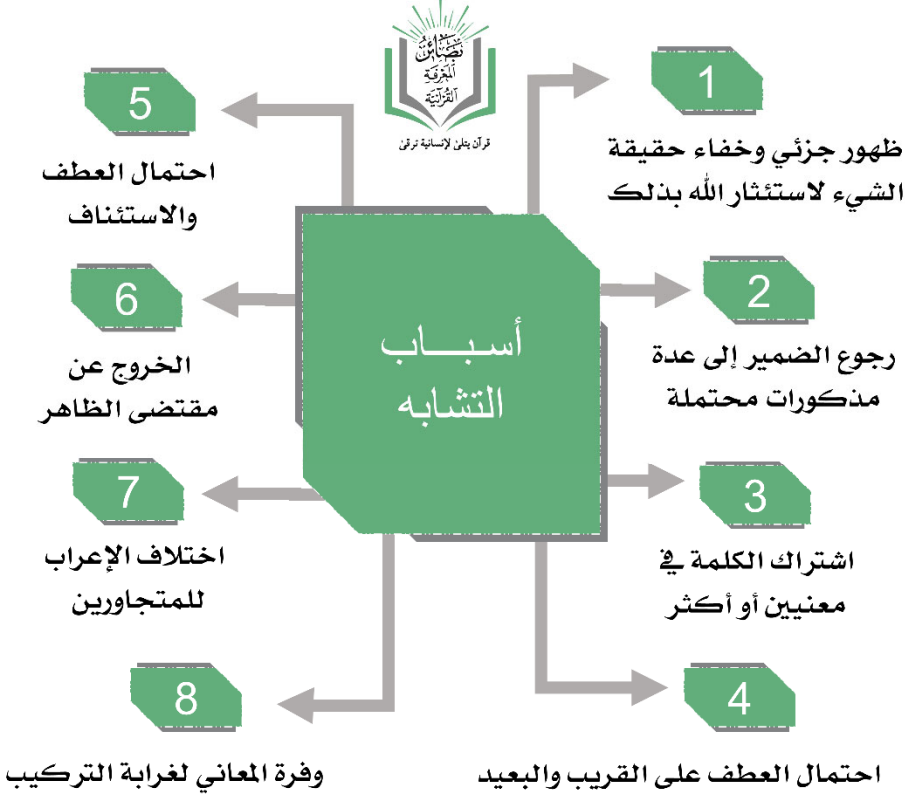 بصائر
المعرفة
القرآنية
قرآن يتلى لإنسانية ترقى
أسبـــاب
التشابه
1
ظهور جزئي وخفاء حقيقة
الشيء لاستئثار الله بذلك
2
رجوع الضمير إلى عدة
مذكورات محتملة
3
اشتراك الكلمة في
معنيين أو أكثر
4
احتمال العطف على القريب والبعيد
5
احتمال العطف
والاستئناف
6
الخروج عن
مقتضى الظاهر
7
اختلاف الإعراب
للمتجاورين
8
وفرة المعاني لغرابة التركيب